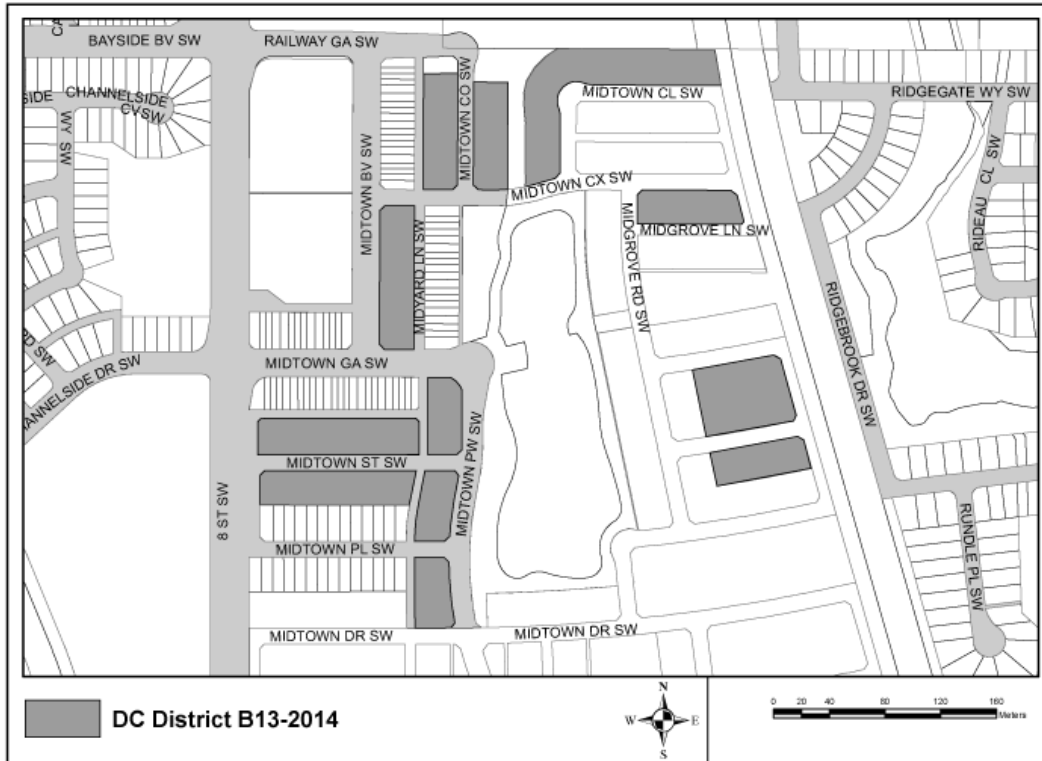 BAYSIDE BV SW
RAILWAY GA SW
CHANNELSIDE
CV SW
SIDE
WY SW
MIDTOWN CO SW
MIDTOWN CL SW
RIDGEGATE WY SW
MIDTOWN BV SW
MIDTOWN CX SW
RIDEAU CL SW
MIDYARD LN SW
MIDGROVE LN SW
MIDGROVE RD SW
RIDGEBROOK DR SW
RD SW
ANNELSIDE DR SW
MIDTOWN GA SW
MIDTOWN ST SW
MIDTOWN PW SW
8 ST SW
MIDTOWN PL SW
RUNDLE PL SW
MIDTOWN DR SW
MIDTOWN DR SW
DC District B13-2014
N
W E
S
120 20 40 80 120 160
Meters